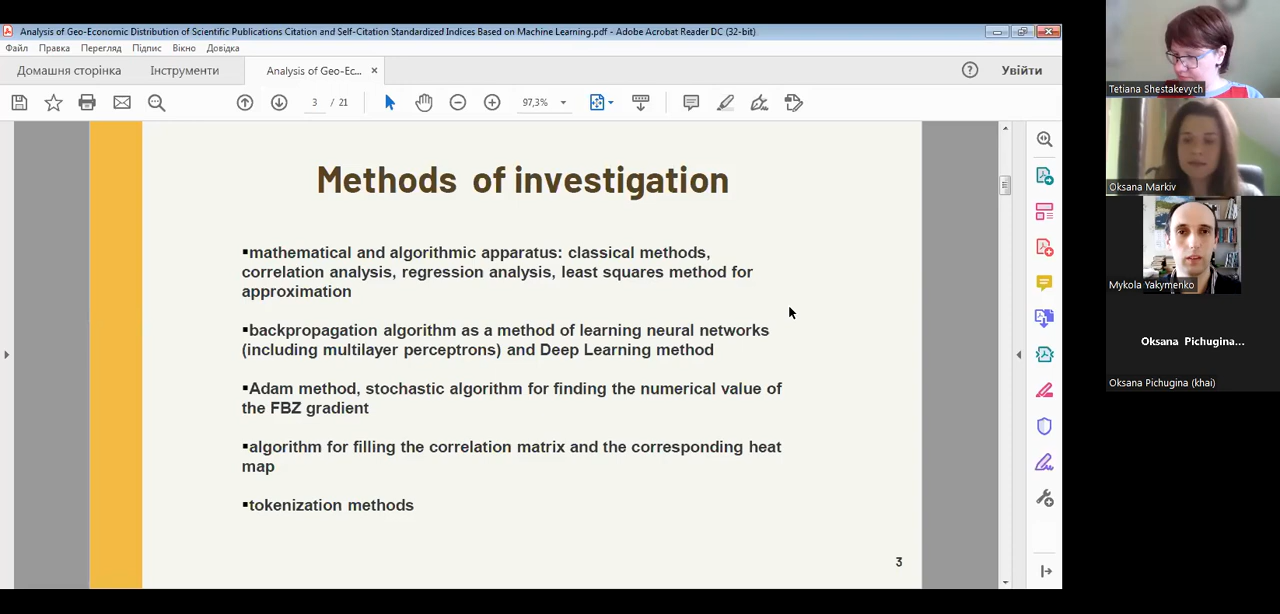 Analysis of Geo-Economic Distribution of Scientific Publications Citation and Self-Citation Standardized Indices Based on Machine Learning.pdf - Adobe Acrobat Reader DC (32-bit)
Файл Правка Перегляд Підпис Вікно Довідка
Домашня сторінка Інструменти Analysis of Geo-Ec... × Увійти
3 / 21 97,3%
Methods of investigation
▪mathematical and algorithmic apparatus: classical methods,
correlation analysis, regression analysis, least squares method for
approximation
▪backpropagation algorithm as a method of learning neural networks
(including multilayer perceptrons) and Deep Learning method
▪Adam method, stochastic algorithm for finding the numerical value of
the FBZ gradient
▪algorithm for filling the correlation matrix and the corresponding heat
map
▪tokenization methods
3
Tetiana Shestakevych
Oksana Markiv
Mykola Yakymenko
Oksana Pichugina...
Oksana Pichugina (khai)